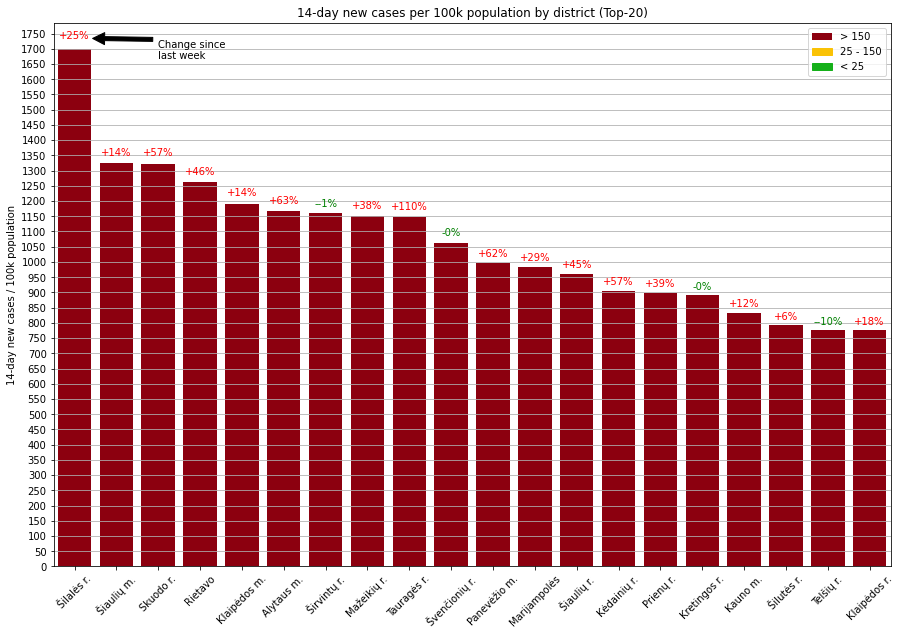 14-day new cases per 100k population by district (Top-20)
14-day new cases / 100k population
1750
1700
1650
1600
1550
1500
1450
1400
1350
1300
1250
1200
1150
1100
1050
1000
950
900
850
800
750
700
650
600
550
500
450
400
350
300
250
200
150
100
50
0
+25%
Change since
last week
> 150
25 - 150
< 25
+14%
+57%
+46%
+14%
+63%
−1%
+38%
+110%
-0%
+62%
+29%
+45%
+57%
+39%
-0%
+12%
+6%
−10%
+18%
Šilalės r.
Šiaulių m.
Skuodo r.
Rietavo
Klaipėdos m.
Alytaus m.
Širvintų r.
Mažeikių r.
Tauragės r.
Švenčionių r.
Panevėžio m.
Marijampolės
Šiaulių r.
Kėdainių r.
Prienų r.
Kretingos r.
Kauno m.
Šilutės r.
Telšių r.
Klaipėdos r.